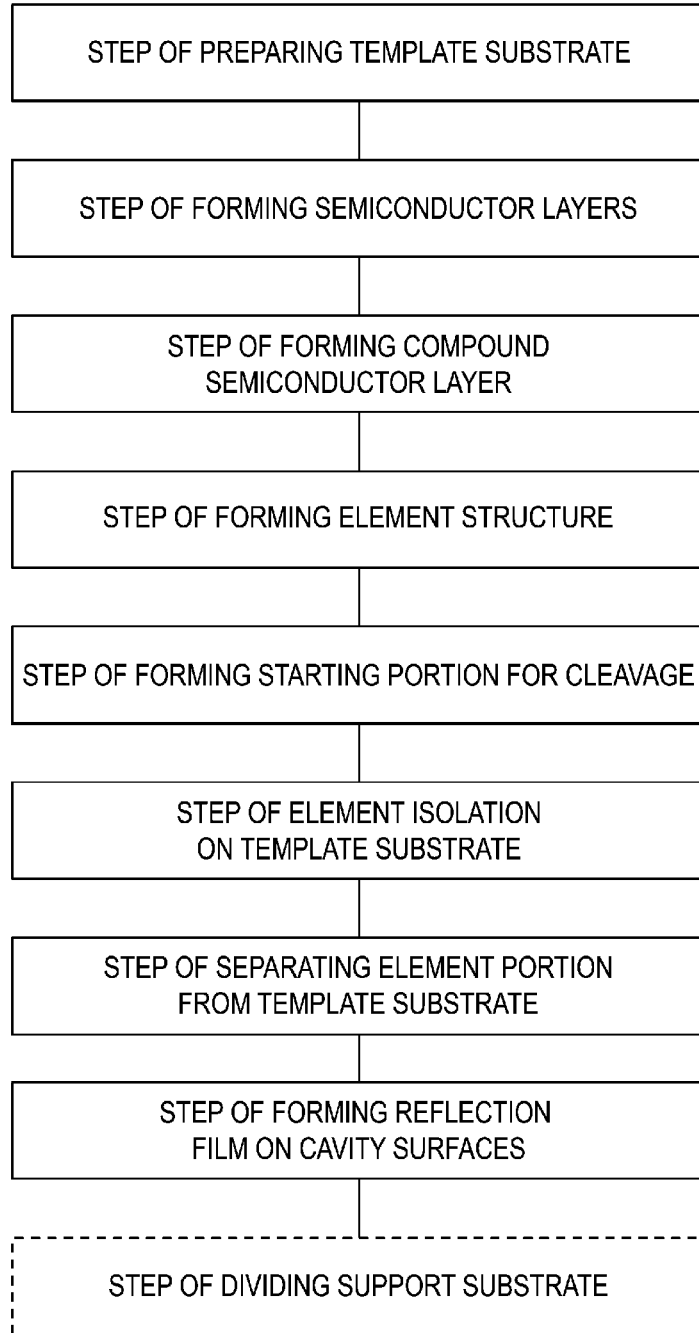 STEP OF PREPARING TEMPLATE SUBSTRATE
STEP OF FORMING SEMICONDUCTOR LAYERS
STEP OF FORMING COMPOUND
SEMICONDUCTOR LAYER
STEP OF FORMING ELEMENT STRUCTURE
STEP OF FORMING STARTING PORTION FOR CLEAVAGE
STEP OF ELEMENT ISOLATION
ON TEMPLATE SUBSTRATE
STEP OF SEPARATING ELEMENT PORTION
FROM TEMPLATE SUBSTRATE
STEP OF FORMING REFLECTION
FILM ON CAVITY SURFACES
STEP OF DIVIDING SUPPORT SUBSTRATE